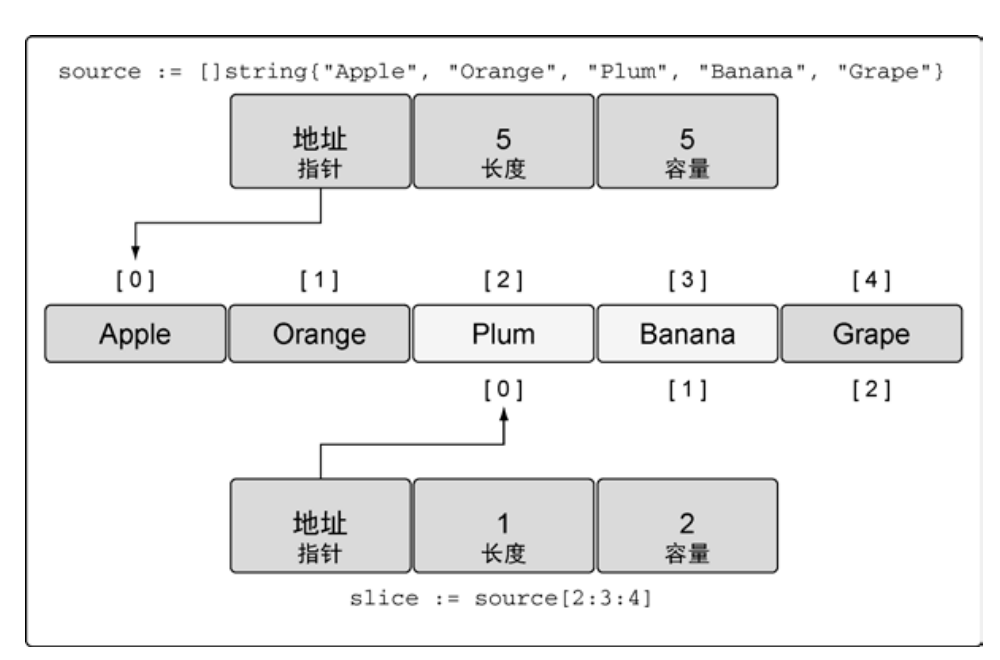 source := []string{"Apple", "Orange", "Plum", "Banana", "Grape"}
地址 5 5
指针 长度 容量
[0] [1] [2] [3] [4]
Apple Orange Plum Banana Grape
[0] [1] [2]
地址 1 2
指针 长度 容量
slice := source[2:3:4]